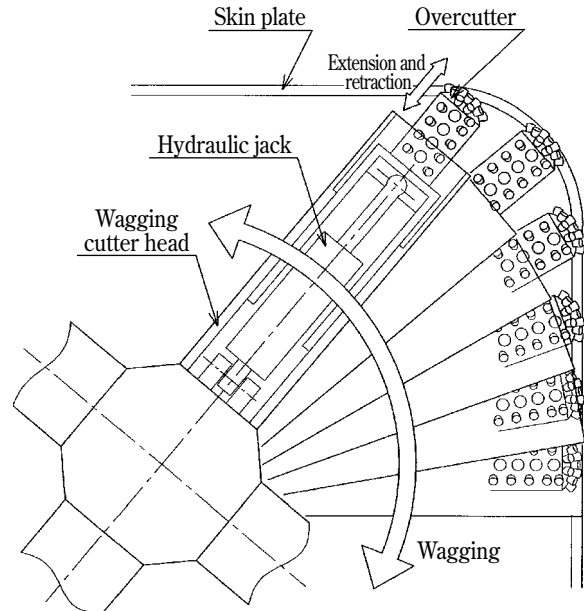 Skin plate
Overcutter
Extension and
retraction
Hydraulic jack
Wagging
cutter head
Wagging